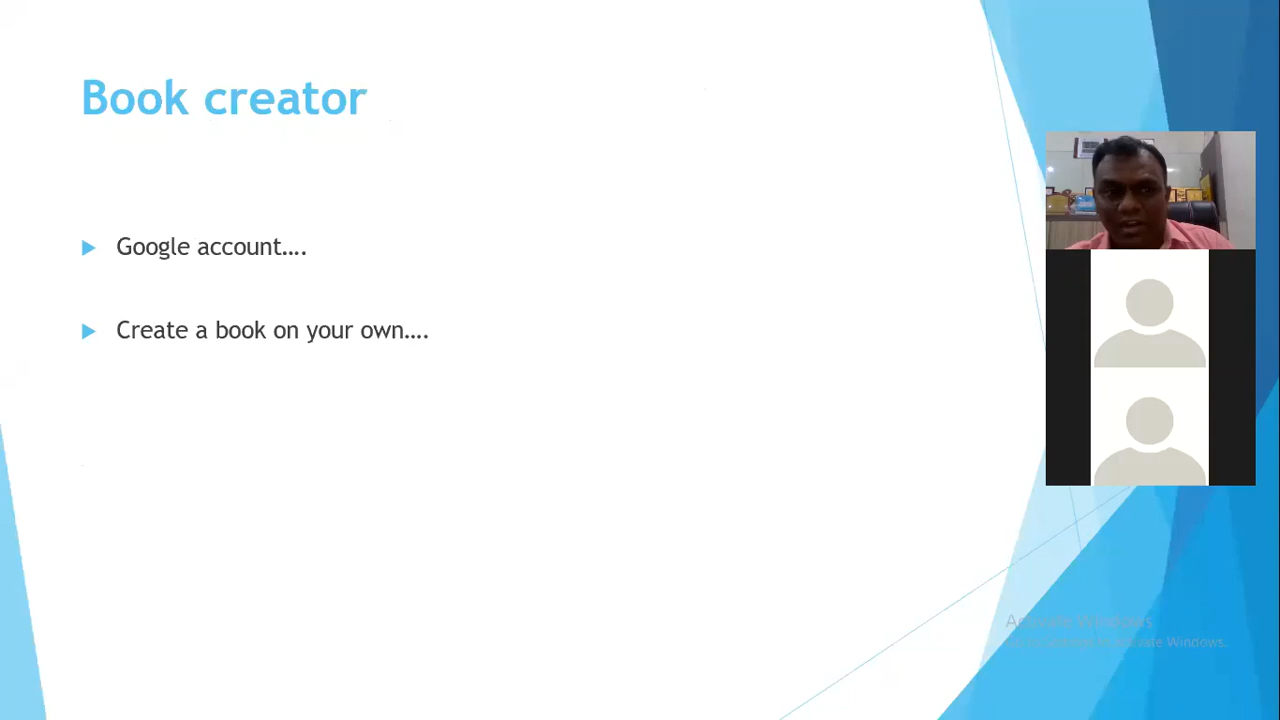 Book creator
Google account....
Create a book on your own....
Activate Windows
Go to Settings to activate Windows.